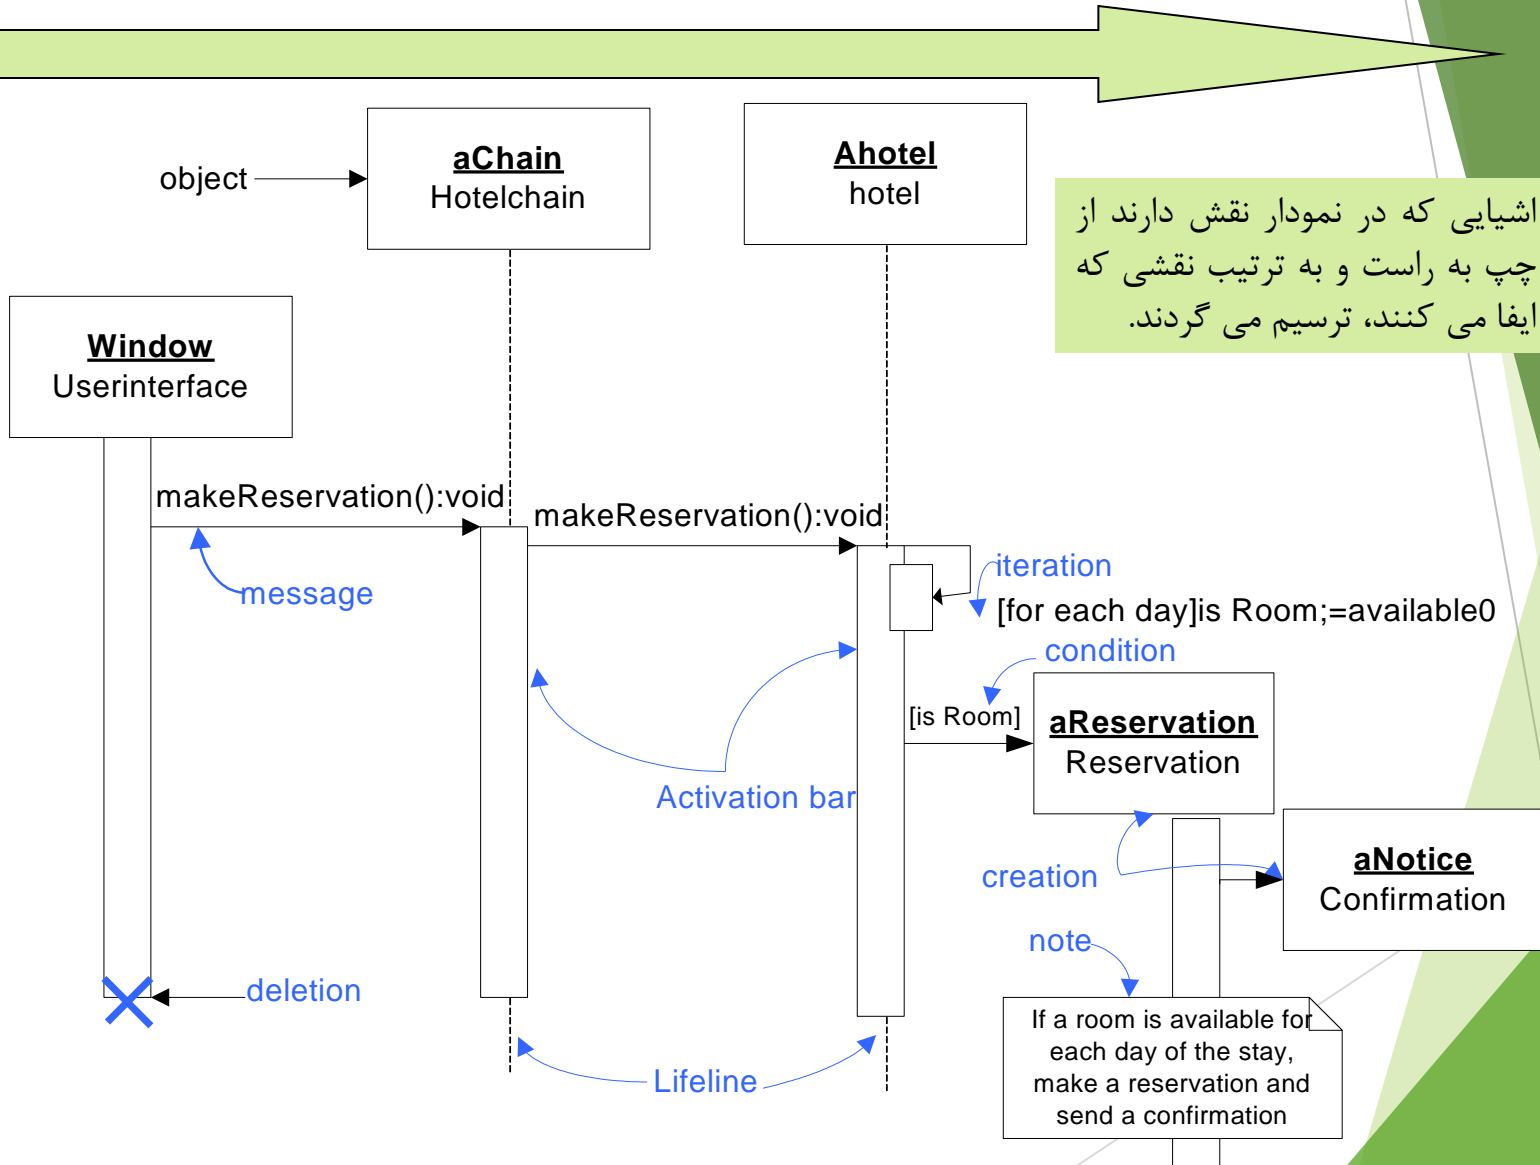 aChain
Hotelchain
Ahotel
hotel
object
اشیایی که در نمودار نقش دارند از
چپ به راست و به ترتیب نقشی که
ایفا می کنند، ترسیم می گردند.
Window
Userinterface
makeReservation():void
makeReservation():void
message
iteration
[for each day]is Room;=available0
condition
[is Room]
aReservation
Reservation
Activation bar
creation
aNotice
Confirmation
note
deletion
If a room is available for
each day of the stay,
make a reservation and
send a confirmation
Lifeline